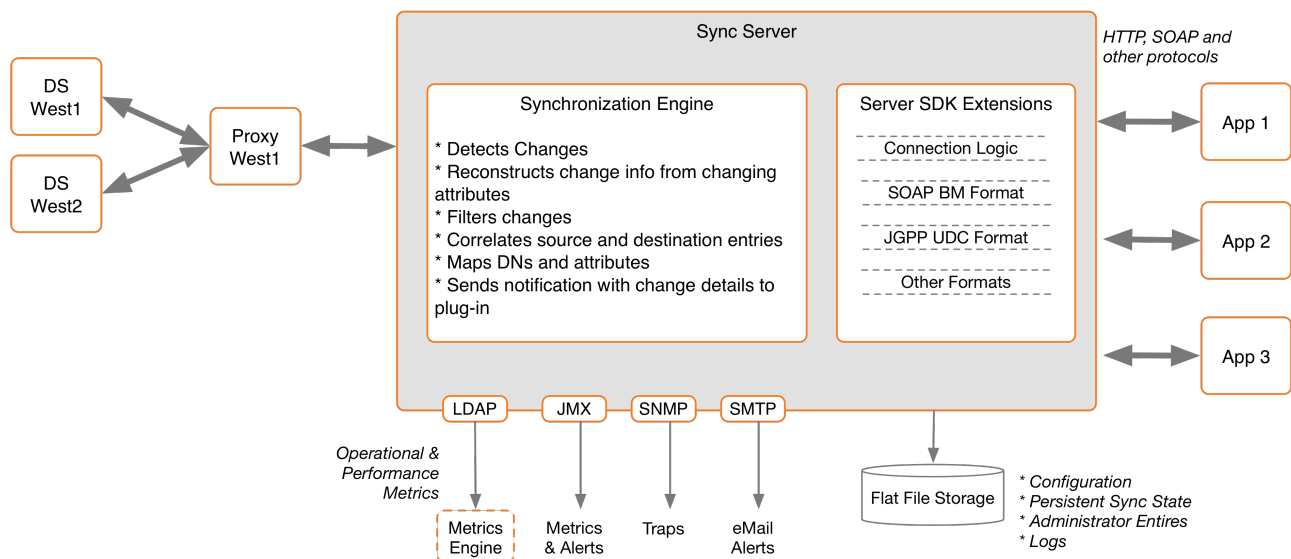 Sync Server
HTTP, SOAP and
other protocols
DS
West1
DS
West2
Proxy
West1
Synchronization Engine
* Detects Changes
* Reconstructs change info from changing
attributes
* Filters changes
* Correlates source and destination entries
* Maps DNs and attributes
* Sends notification with change details to
plug-in
Server SDK Extensions
Connection Logic
SOAP BM Format
JGPP UDC Format
Other Formats
App 1
App 2
App 3
LDAP
JMX
SNMP
SMTP
Operational &
Performance
Metrics
Metrics
Engine
Metrics
& Alerts
Traps
eMail
Alerts
Flat File Storage
* Configuration
* Persistent Sync State
* Administrator Entires
* Logs